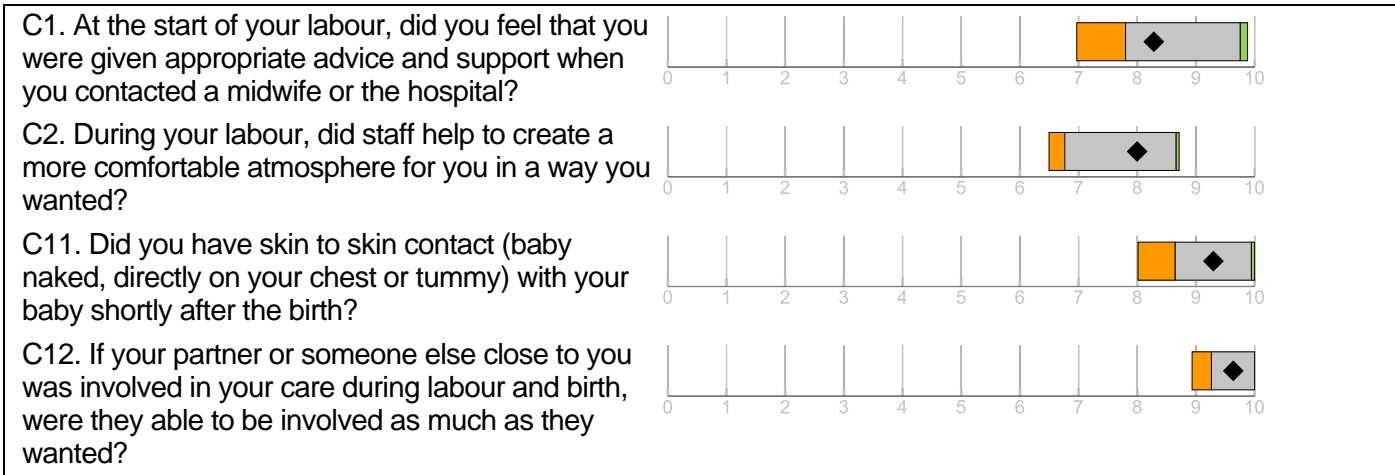 C1. At the start of your labour, did you feel that you
were given appropriate advice and support when
you contacted a midwife or the hospital?
0 1 2 3 4 5 6 7 8 9 10
C2. During your labour, did staff help to create a
more comfortable atmosphere for you in a way you
wanted?
0 1 2 3 4 5 6 7 8 9 10
C11. Did you have skin to skin contact (baby
naked, directly on your chest or tummy) with your
baby shortly after the birth?
0 1 2 3 4 5 6 7 8 9 10
C12. If your partner or someone else close to you
was involved in your care during labour and birth,
were they able to be involved as much as they
wanted?
0 1 2 3 4 5 6 7 8 9 10